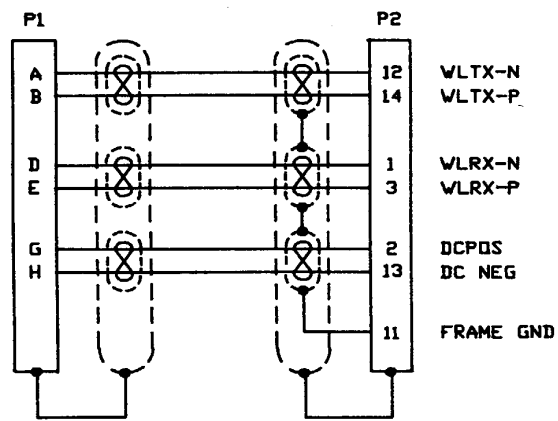 P1 P2
A 12 WLTX-N
B 14 WLTX-P
D 1 WLRX-N
E 3 WLRX-P
G 2 DCPOS
H 13 DC NEG
11 FRAME GND